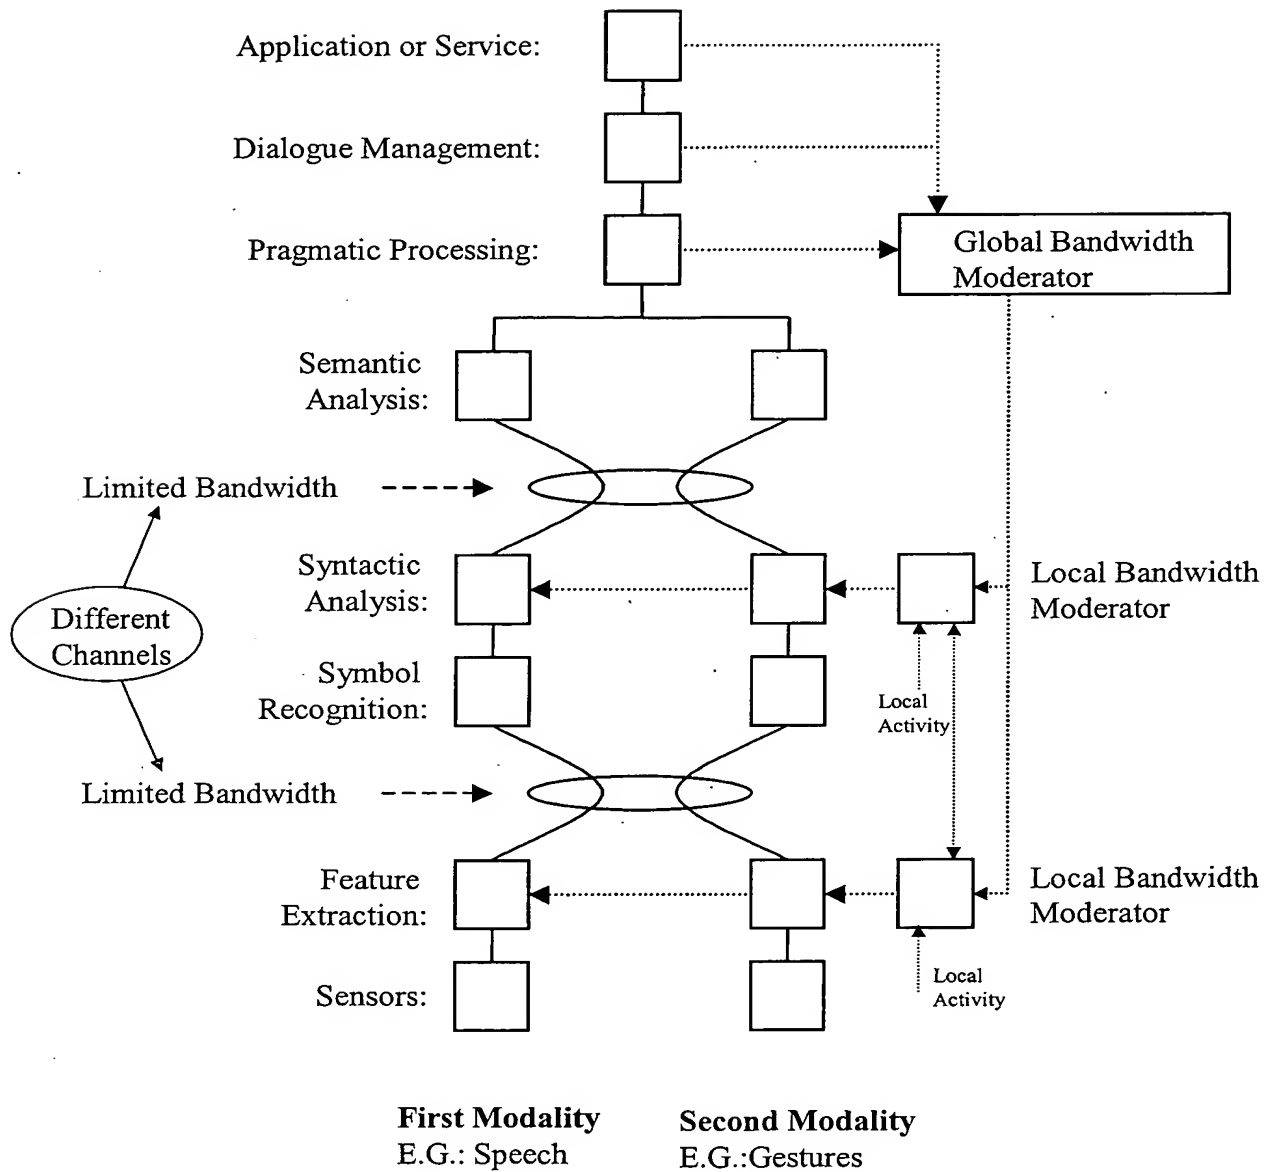 Application or Service:
Dialogue Management:
Pragmatic Processing:
Global Bandwidth
Moderator
Semantic
Analysis:
Limited Bandwidth
Syntactic
Analysis:
Local Bandwidth
Moderator
Different
Channels
Symbol
Recognition:
Local
Activity
Limited Bandwidth
Feature
Extraction:
Local Bandwidth
Moderator
Sensors:
Local
Activity
First Modality
E.G.: Speech
Second Modality
E.G.:Gestures